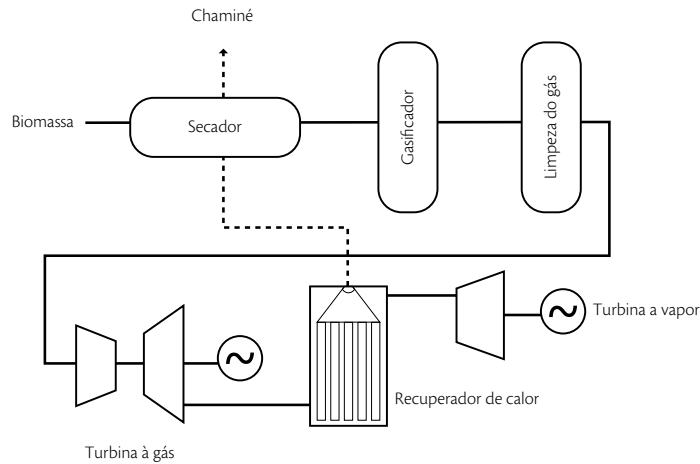 Chaminé
Biomassa
Secador
Gasificador
Limpeza do gás
Turbina a vapor
Recuperador de calor
Turbina à gás